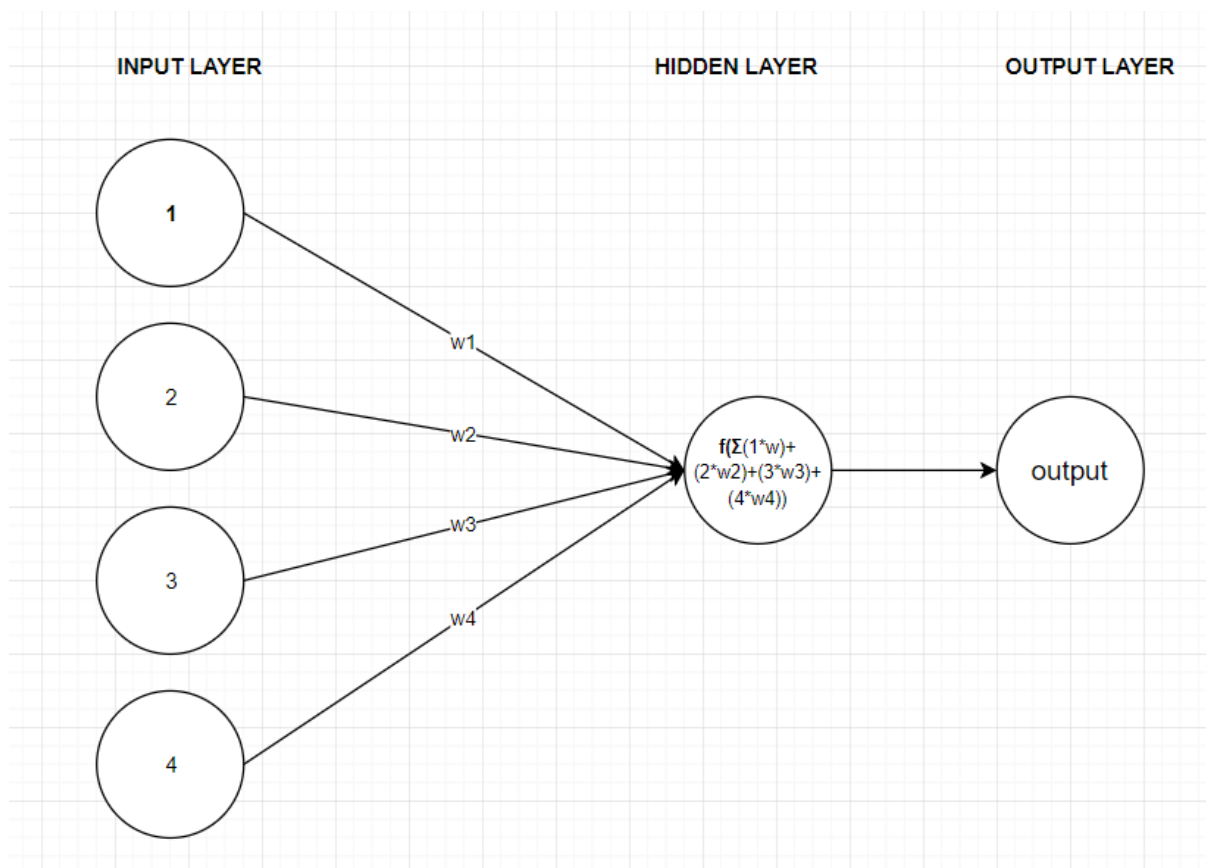 INPUT LAYER
HIDDEN LAYER
OUTPUT LAYER
1
2
3
4
w1
w2
w3
w4
f(Σ(1*w)+
(2*w2)+(3*w3)+
(4*w4))
output